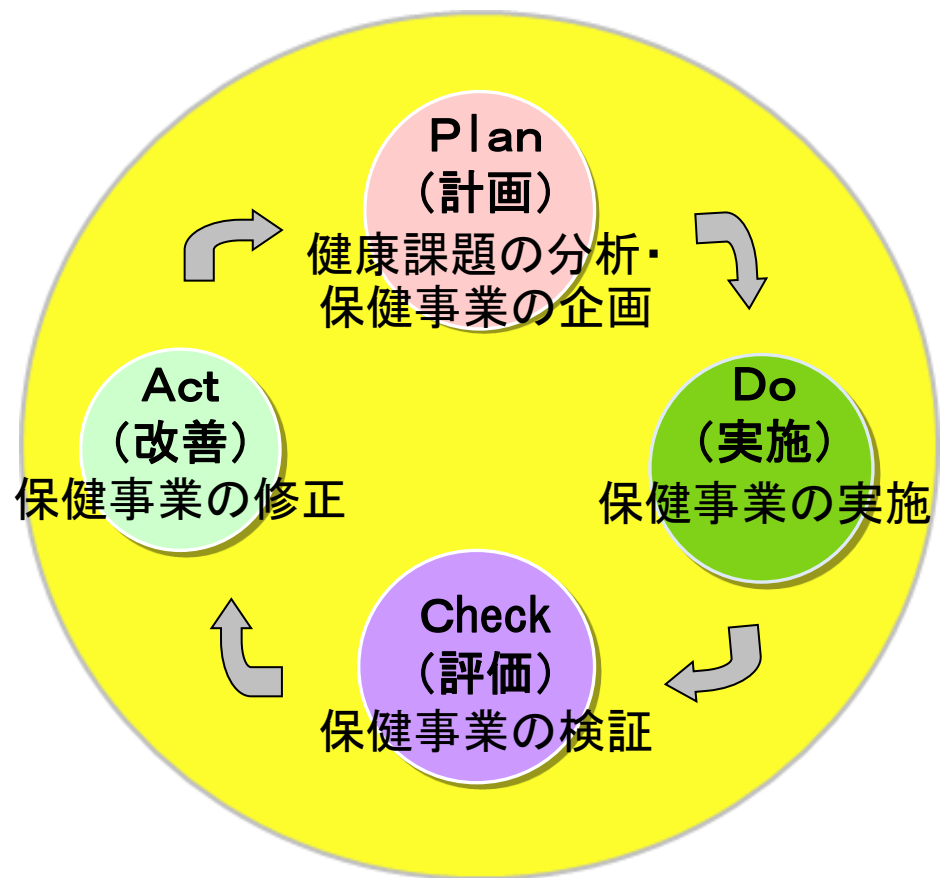 Plan
（計画）
健康課題の分析・
保健事業の企画
Do
（実施）
保健事業の実施
Check
（評価）
保健事業の検証
Act
（改善）
保健事業の修正